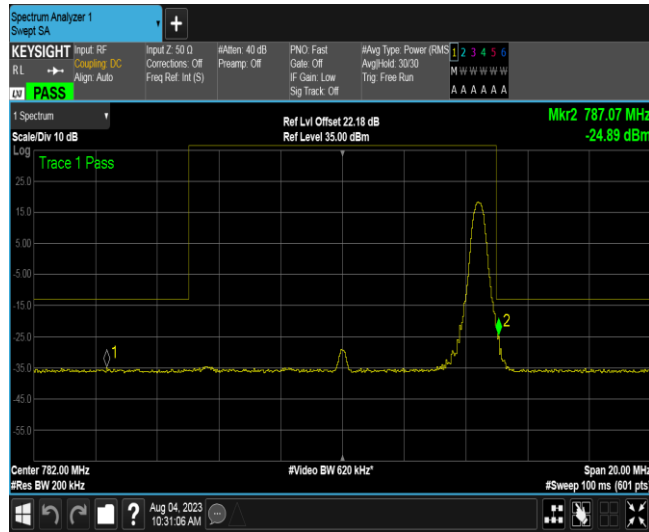 Spectrum Analyzer 1
Swept SA
KEYSIGHT
RL
LXI PASS
Input: RF
Coupling: DC
Align: Auto
Input Z: 50 Ω
Corrections: Off
Freq Ref: Int (S)
#Atten: 40 dB
Preamp: Off
PNO: Fast
Gate: Off
IF Gain: Low
Sig Track: Off
#Avg Type: Power (RMS
Avg|Hold: 30/30
Trig: Free Run
1 2 3 4 5 6
M W W W W W
A A A A A A
1 Spectrum
Scale/Div 10 dB
Ref Lvl Offset 22.18 dB
Ref Level 35.00 dBm
Mkr2 787.07 MHz
-24.89 dBm
Log
Trace 1 Pass
25.0
15.0
5.00
-5.00
-15.0
-25.0
-35.0
-45.0
-55.0
1
2
Center 782.00 MHz
#Res BW 200 kHz
#Video BW 620 kHz*
Span 20.00 MHz
#Sweep 100 ms (601 pts)
?
Aug 04, 2023
10:31:06 AM